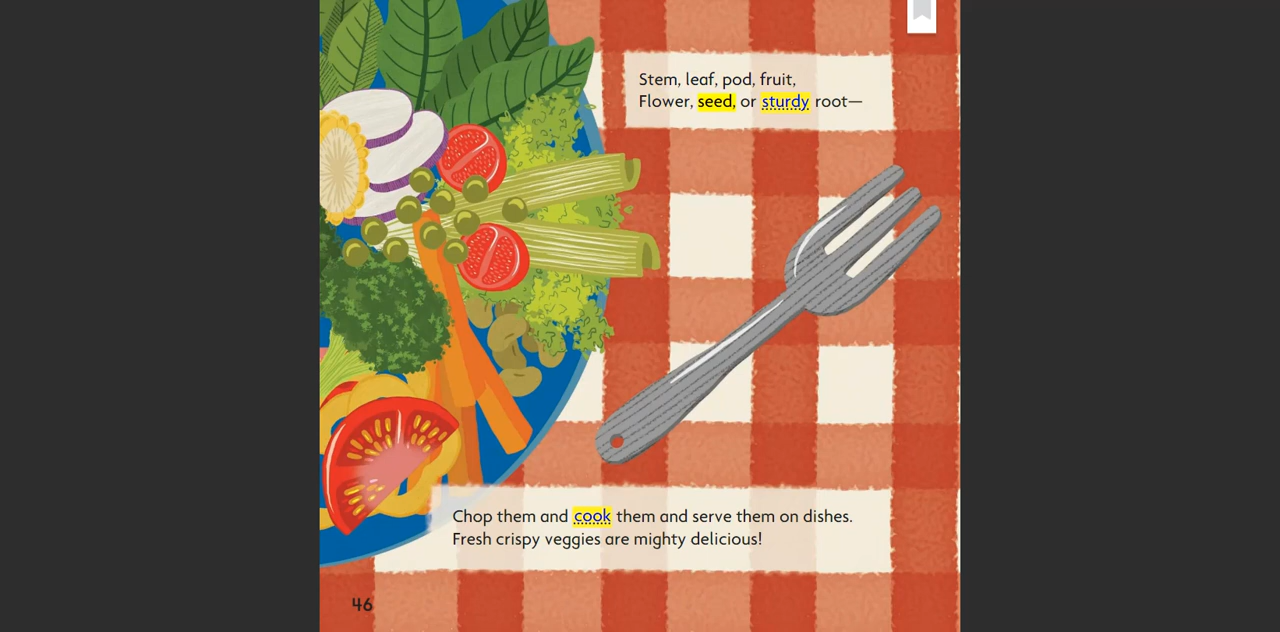 Stem, leaf, pod, fruit,
Flower, seed, or sturdy root—
Chop them and cook them and serve them on dishes.
Fresh crispy veggies are mighty delicious!
46